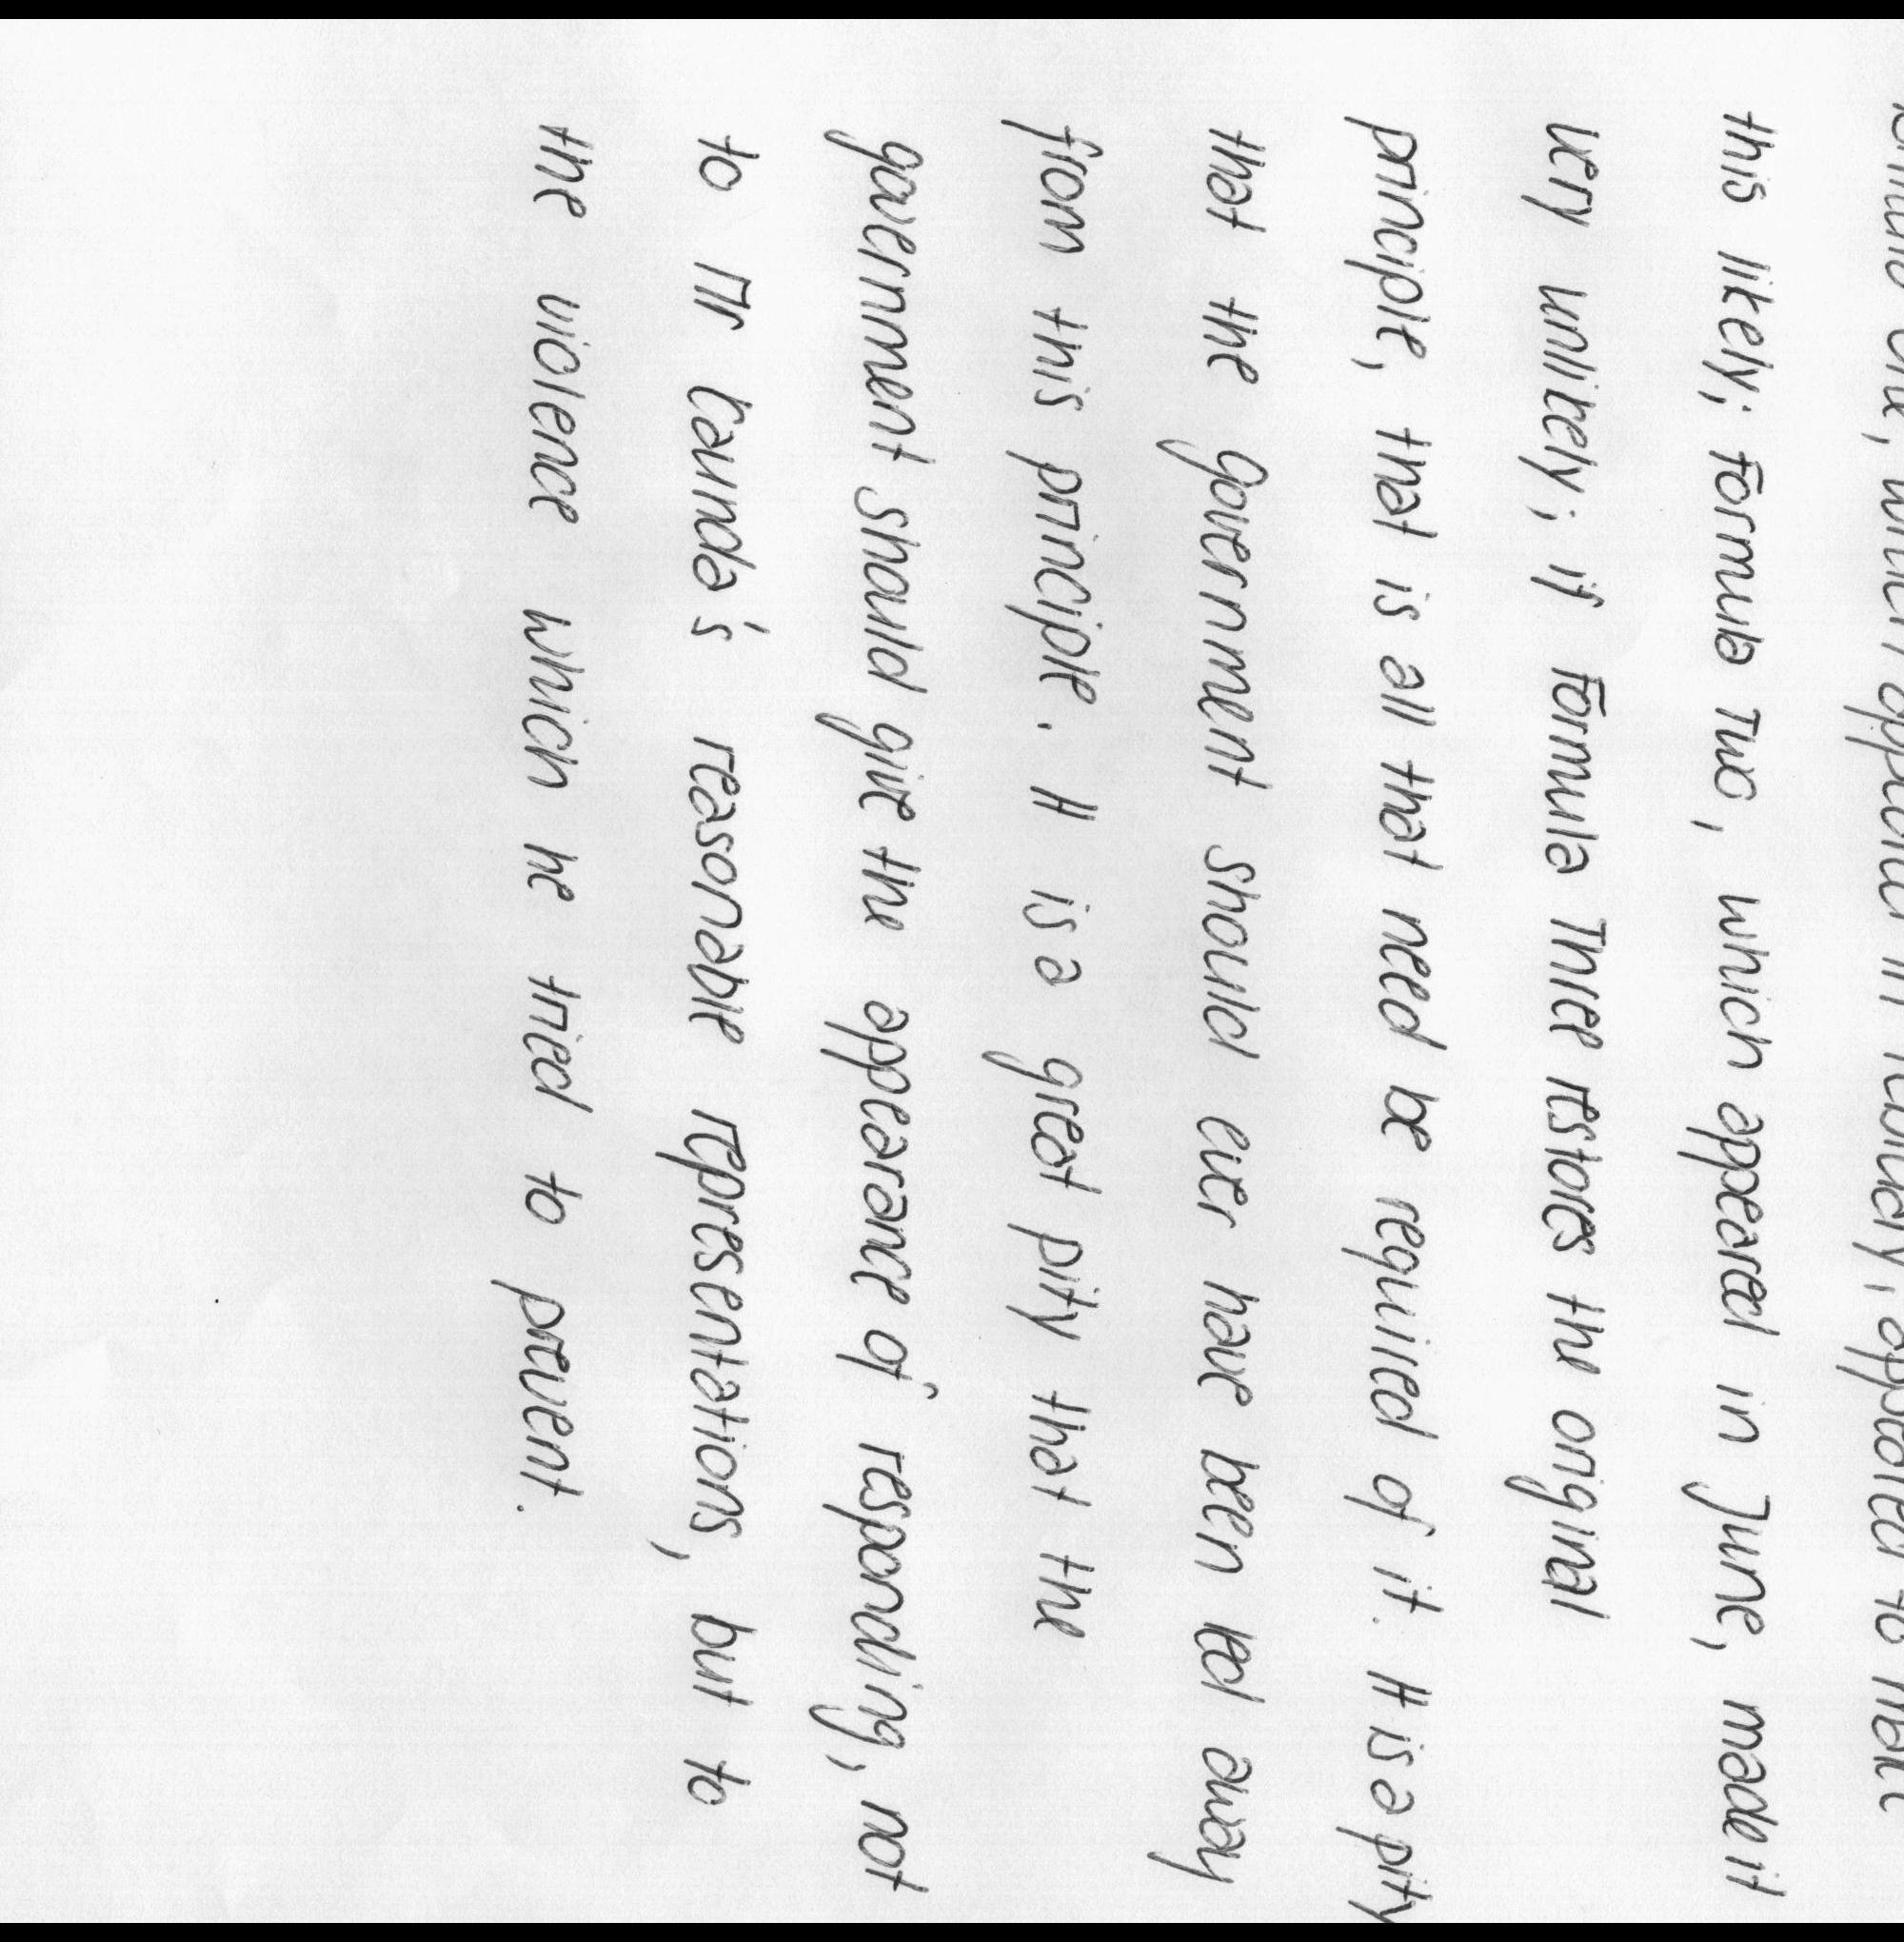 Formula One, which appeared in February, appeared to make
this likely; Formula Two, which appeared in June, made it
very unlikely; if Formula Three restores the original
principle, that is all that need be required of it. It is a pity
that the government should ever have been led away
from this principle. It is a great pity that the
government should give the appearance of responding, not
to Mr Kaunda's reasonable representations, but to
the violence which he tried to prevent.